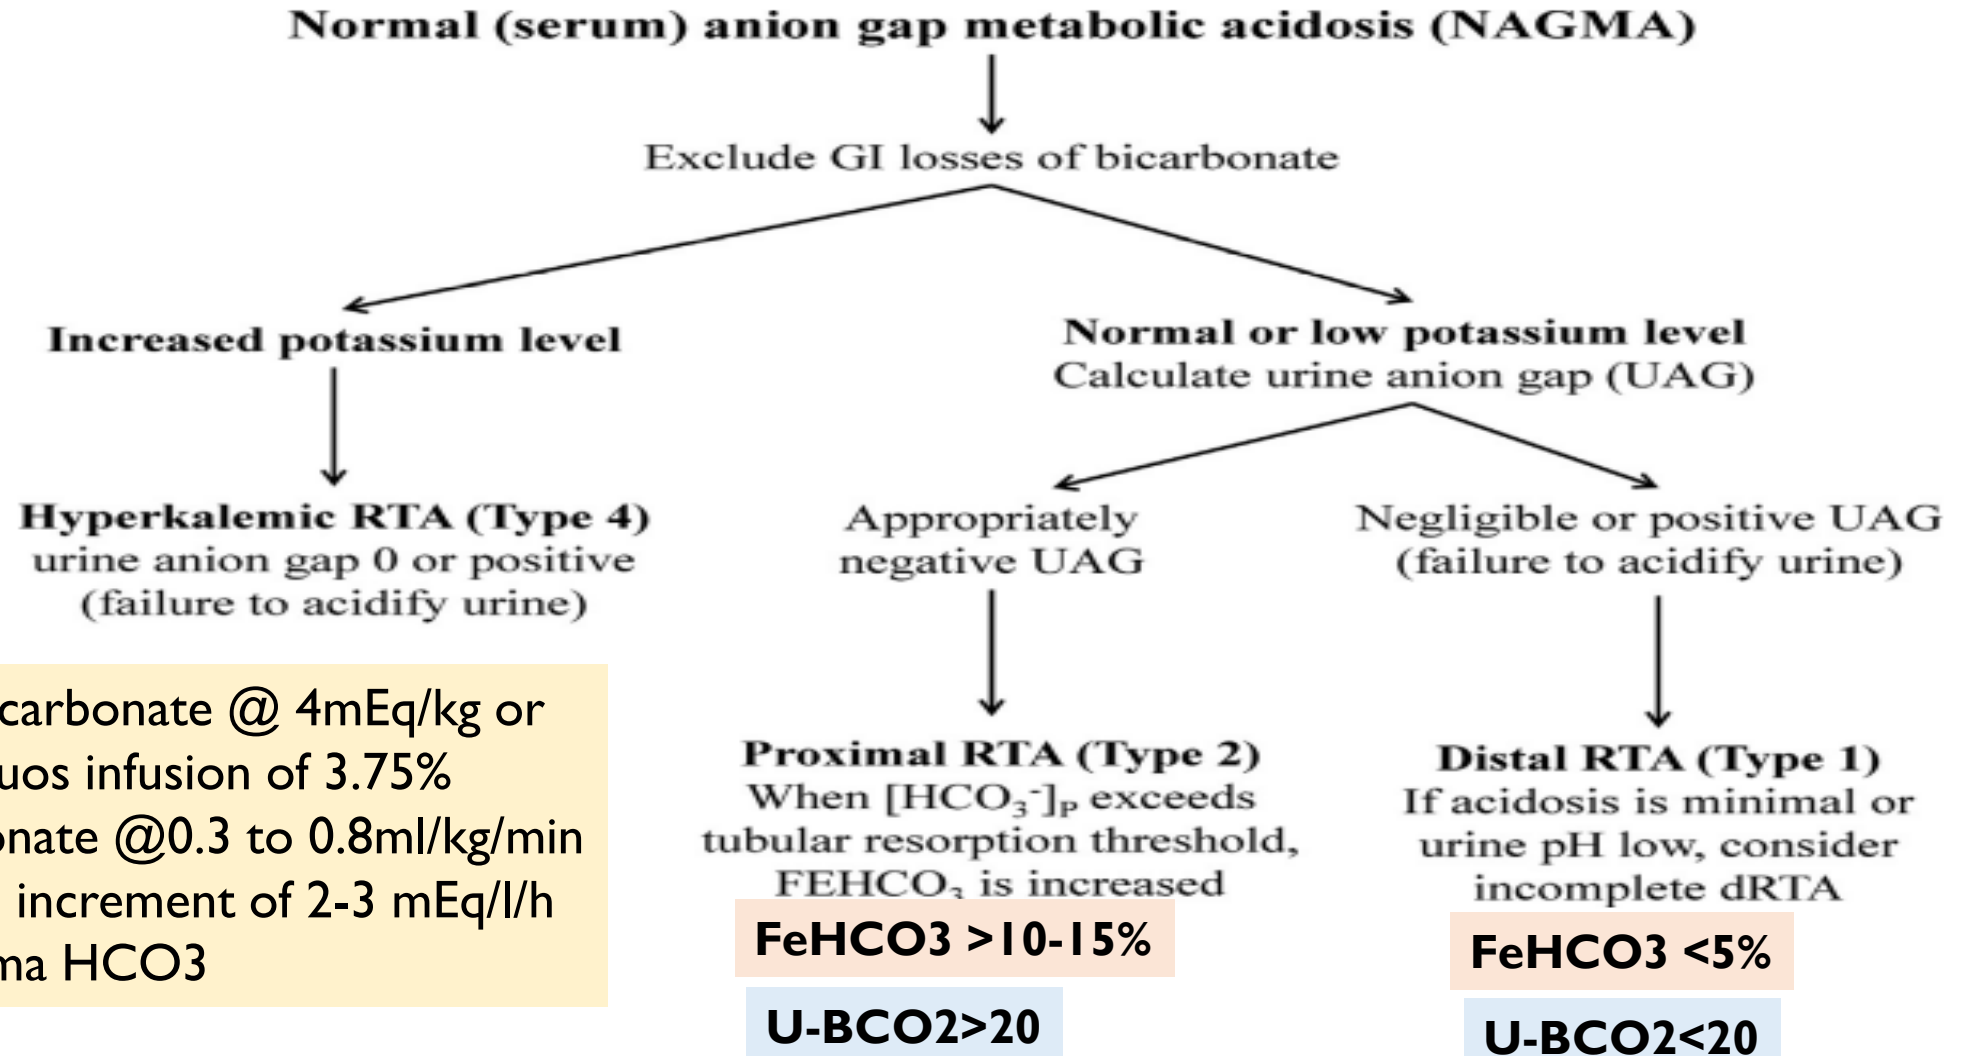 Normal (serum) anion gap metabolic acidosis (NAGMA)
Exclude GI losses of bicarbonate
Increased potassium level
Normal or low potassium level
Calculate urine anion gap (UAG)
Hyperkalemic RTA (Type 4)
urine anion gap 0 or positive
(failure to acidify urine)
Appropriately
negative UAG
Negligible or positive UAG
(failure to acidify urine)
carbonate @ 4mEq/kg or
uos infusion of 3.75%
onate @0.3 to 0.8ml/kg/min
increment of 2-3 mEq/l/h
ma HCO3
Proximal RTA (Type 2)
When [HCO₃⁻]ₚ exceeds
tubular resorption threshold,
FEHCO₃ is increased
FeHCO3 >10-15%
U-BCO2>20
Distal RTA (Type 1)
If acidosis is minimal or
urine pH low, consider
incomplete dRTA
FeHCO3 <5%
U-BCO2<20